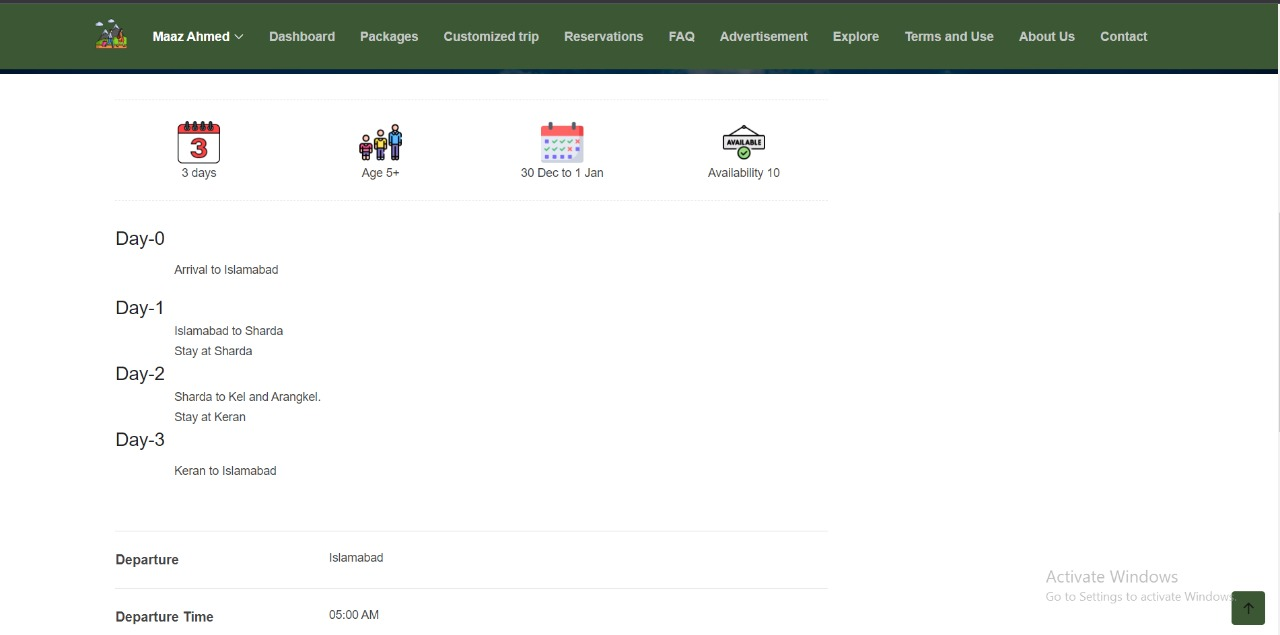 Maaz Ahmed Dashboard Packages Customized trip Reservations FAQ Advertisement Explore Terms and Use About Us Contact
3 AVAILABLE
3 days Age 5+ 30 Dec to 1 Jan Availability 10
Day-0
Arrival to Islamabad
Day-1
Islamabad to Sharda
Stay at Sharda
Day-2
Sharda to Kel and Arangkel.
Stay at Keran
Day-3
Keran to Islamabad
Departure Islamabad
Departure Time 05:00 AM
Activate Windows
Go to Settings to activate Windows.